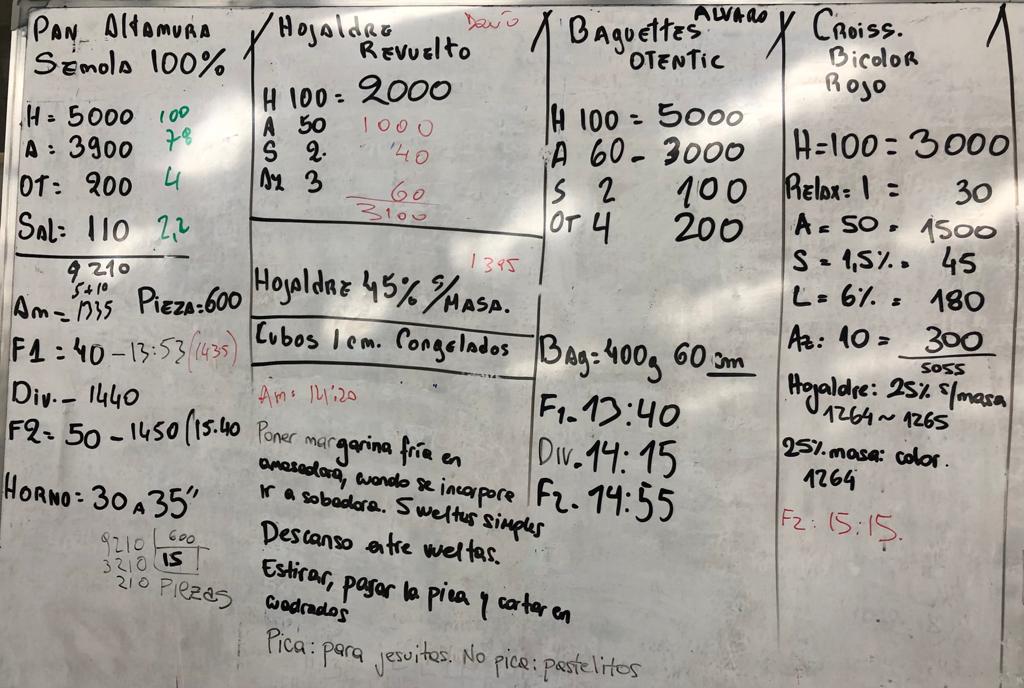 PAN ALTAMURA
SEMOLA 100%
H = 5000 100
A : 3900 78
OT = 200 4
SAL = 110 2,2
9210
5+10
Am = 1335 PIEZA = 600
F1 = 40 - 13:53 (1435)
Div. - 1440
F2 = 50 - 1450 (15.40
HORNO = 30 A 35"
9210 600
3210 15
210 PIEZAS
Hojaldre Darío
REVUELTO
H 100 = 2000
A 50 1000
S 2. 40
Az 3 60
3100
1395
Hojaldre 45% S/MASA.
Cubos 1 cm. Congelados
Am: 14:20
Poner margarina fría en
amasadora, cuando se incorpore
ir a sobadora. 5 vueltas simples
Descanso entre vueltas.
Estirar, pasar la pica y cortar en
cuadrados
Pica: para jesuitas. No pica: pastelitos
ALVARO
BAGUETTES
OTENTIC
H 100 = 5000
A 60 - 3000
S 2 100
OT 4 200
BAg = 400g 60 cm
F1 - 13:40
DIV. 14:15
F2 - 14:55
CROISS.
Bicolor
Rojo
H = 100 = 3000
RELAX = 1 = 30
A = 50 = 1500
S = 1,5% = 45
L = 6% = 180
Az : 10 = 300
5055
Hojaldre: 25% s/masa
1264 ~ 1265
25% masa: color.
1264
F2 : 15:15.